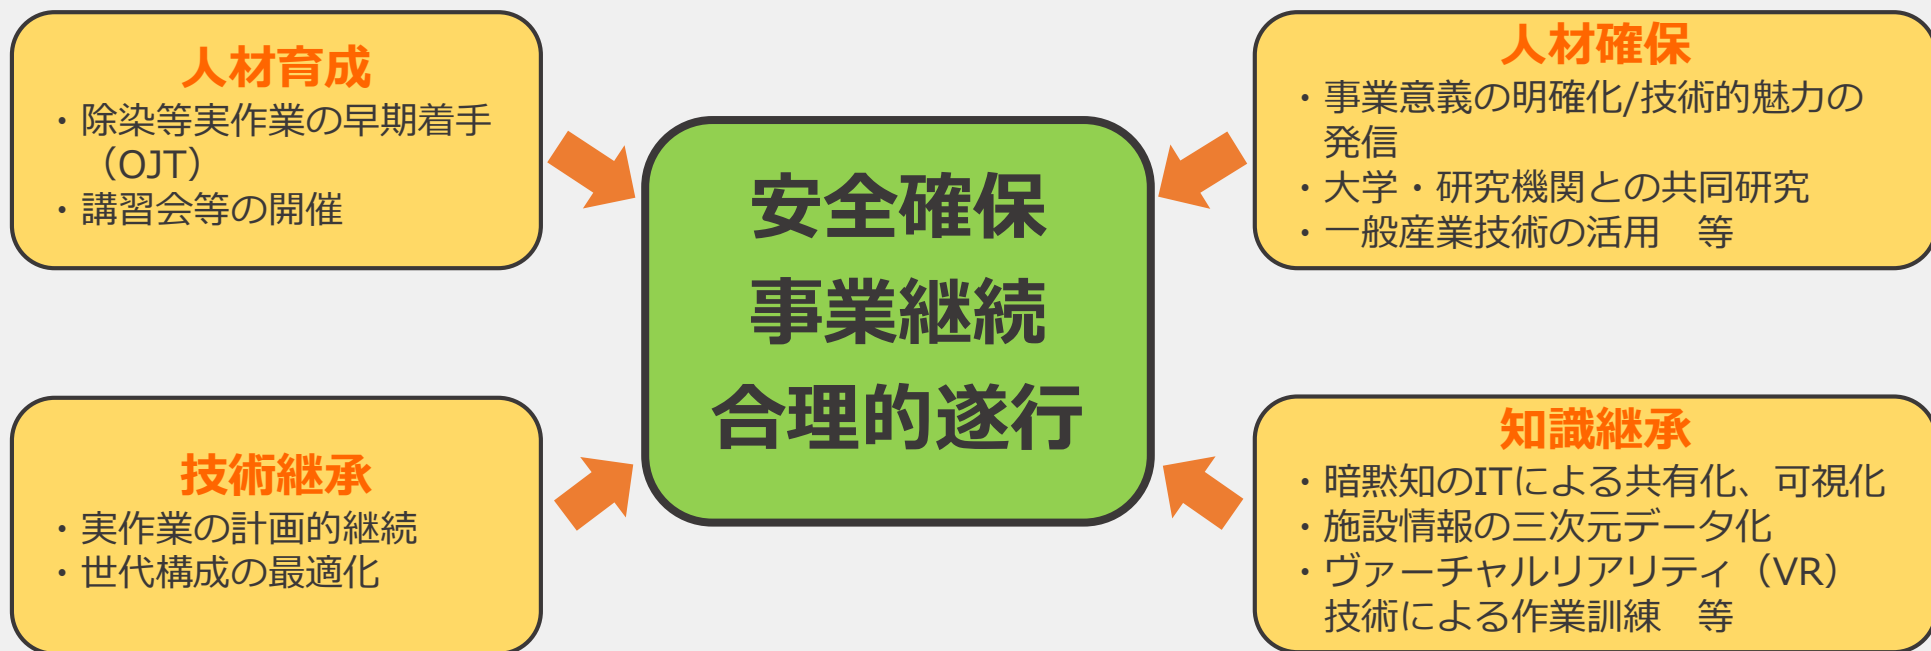 人材育成
・除染等実作業の早期着手
（OJT）
・講習会等の開催
人材確保
・事業意義の明確化/技術的魅力の
発信
・大学・研究機関との共同研究
・一般産業技術の活用　等
安全確保
事業継続
合理的遂行
技術継承
・実作業の計画的継続
・世代構成の最適化
知識継承
・暗黙知のITによる共有化、可視化
・施設情報の三次元データ化
・ヴァーチャルリアリティ（VR）
技術による作業訓練　等